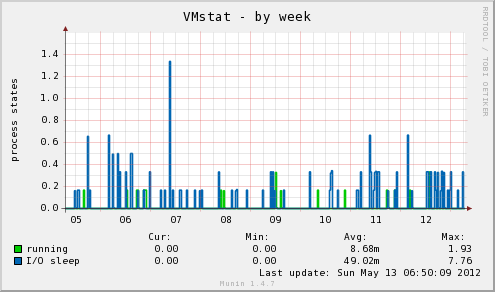 VMstat - by week
RRDTOOL / TOBI OETIKER
process states
1.4
1.2
1.0
0.8
0.6
0.4
0.2
0.0
05 06 07 08 09 10 11 12
Cur: Min: Avg: Max:
running 0.00 0.00 8.68m 1.93
I/O sleep 0.00 0.00 49.02m 7.76
Last update: Sun May 13 06:50:09 2012
Munin 1.4.7